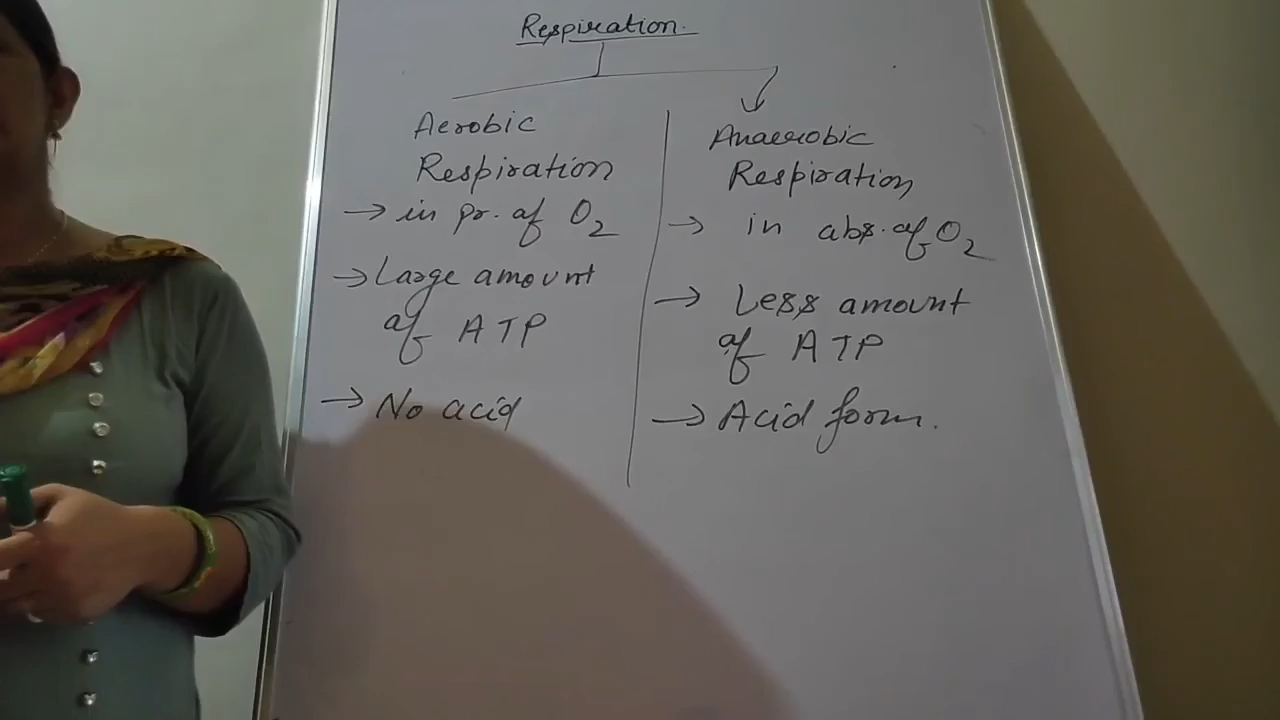 Respiration.
Aerobic
Respiration
→ in pr. of O₂
→ Large amount
of ATP
→ No acid
Anaerobic
Respiration
→ in abs. of O₂
→ Less amount
of ATP
→ Acid form.